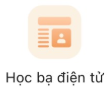 Học bạ điện tử